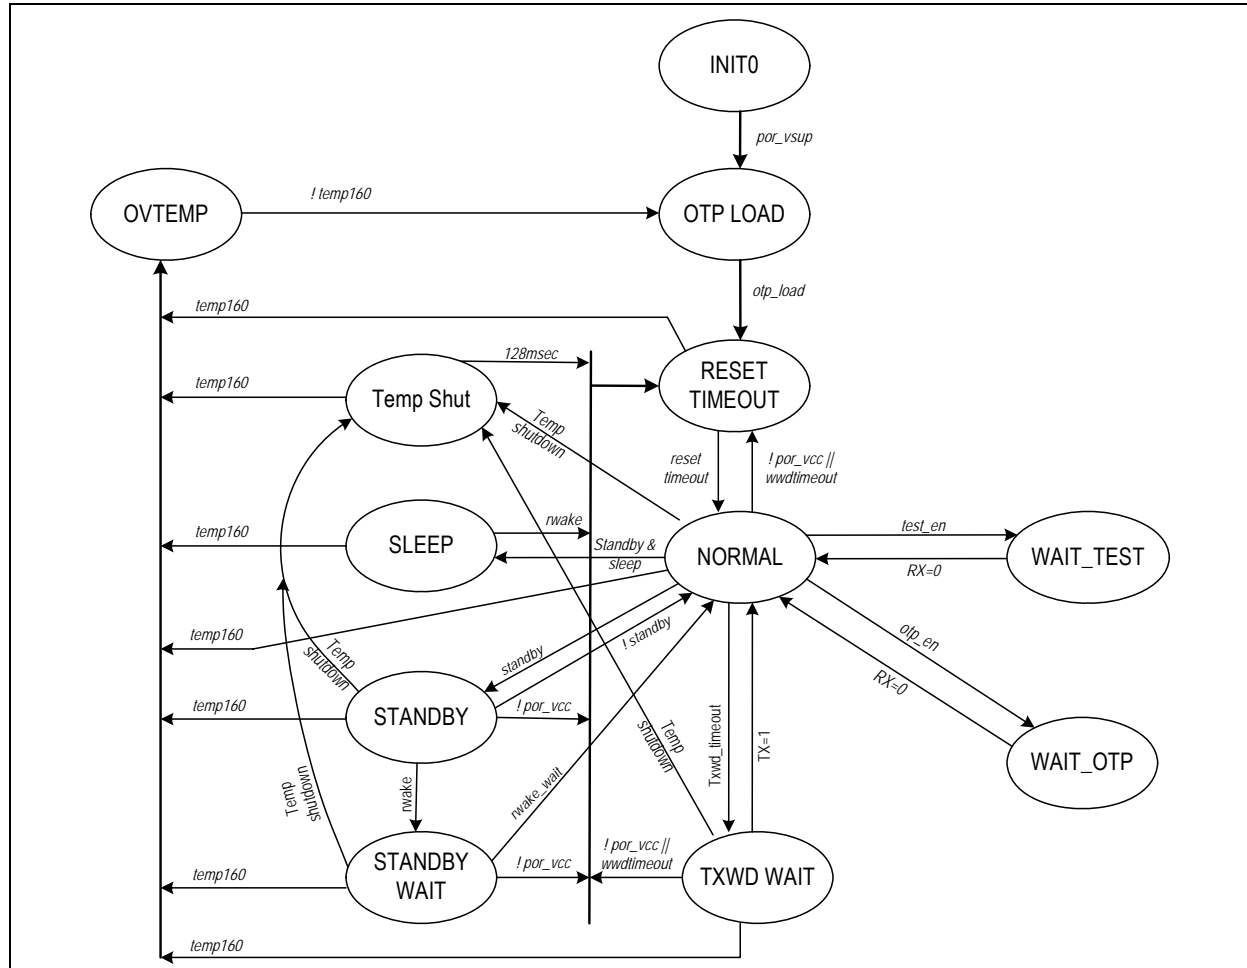 INIT0
por_vsup
OVTEMP
! temp160
OTP LOAD
otp_load
temp160
128msec
RESET
TIMEOUT
temp160
Temp Shut
Temp
shutdown
reset
timeout
! por_vcc ||
wwdtimeout
rwake
test_en
temp160
SLEEP
Standby &
sleep
NORMAL
WAIT_TEST
RX=0
temp160
Temp
shutdown
standby
! standby
otp_en
RX=0
temp160
STANDBY
! por_vcc
Temp
shutdown
Txwd_timeout
TX=1
WAIT_OTP
Temp
shutdown
rwake
rwake_wait
temp160
STANDBY
WAIT
! por_vcc
! por_vcc ||
wwdtimeout
TXWD WAIT
temp160